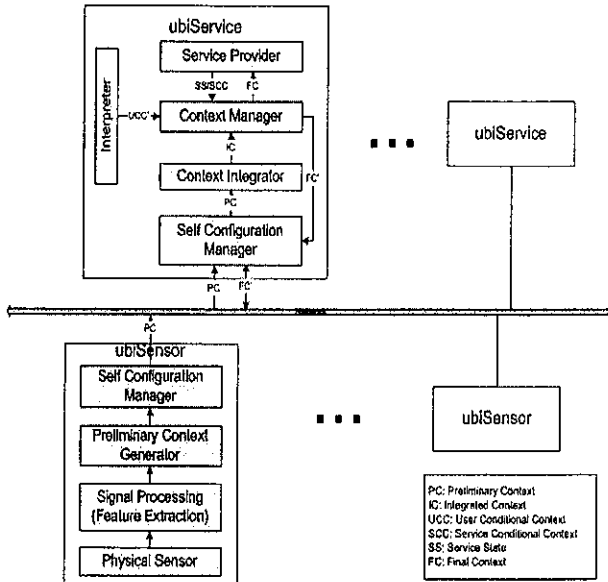 ubiService
Service Provider
SS/SCC
FC
Interpreter
UCC'
Context Manager
IC
Context Integrator
FC'
PC
Self Configuration
Manager
PC
FC'
ubiService
PC
ubiSensor
Self Configuration
Manager
Preliminary Context
Generator
Signal Processing
(Feature Extraction)
Physical Sensor
ubiSensor
PC: Preliminary Context
IC: Integrated Context
UCC: User Conditional Context
SCC: Service Conditional Context
SS: Service State
FC: Final Context